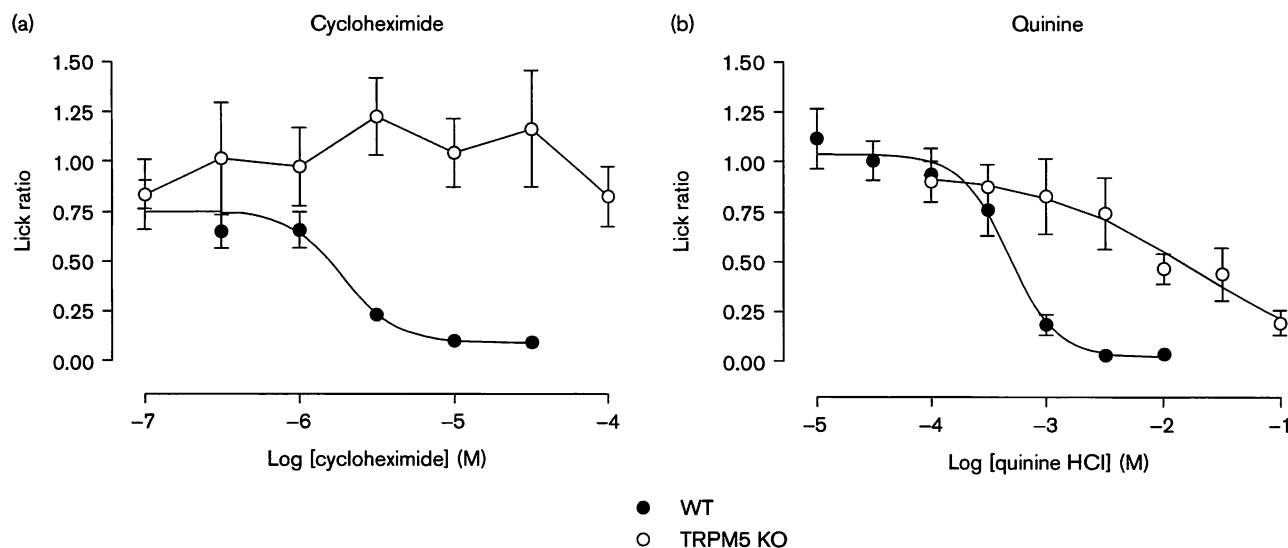 (a)
Cycloheximide
1.50
1.25
1.00
0.75
0.50
0.25
0.00
Lick ratio
−7
−6
−5
−4
Log [cycloheximide] (M)
(b)
Quinine
1.50
1.25
1.00
0.75
0.50
0.25
0.00
Lick ratio
−5
−4
−3
−2
−1
Log [quinine HCl] (M)
WT
TRPM5 KO